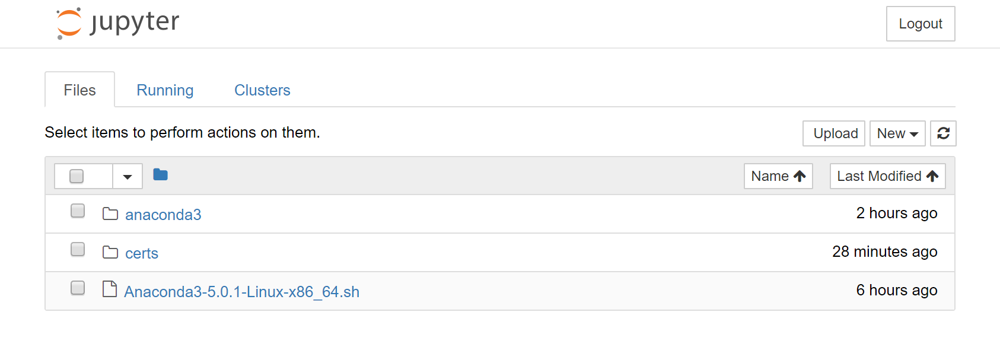 jupyter
Logout
Files Running Clusters
Select items to perform actions on them.
Upload New
Name Last Modified
anaconda3 2 hours ago
certs 28 minutes ago
Anaconda3-5.0.1-Linux-x86_64.sh 6 hours ago